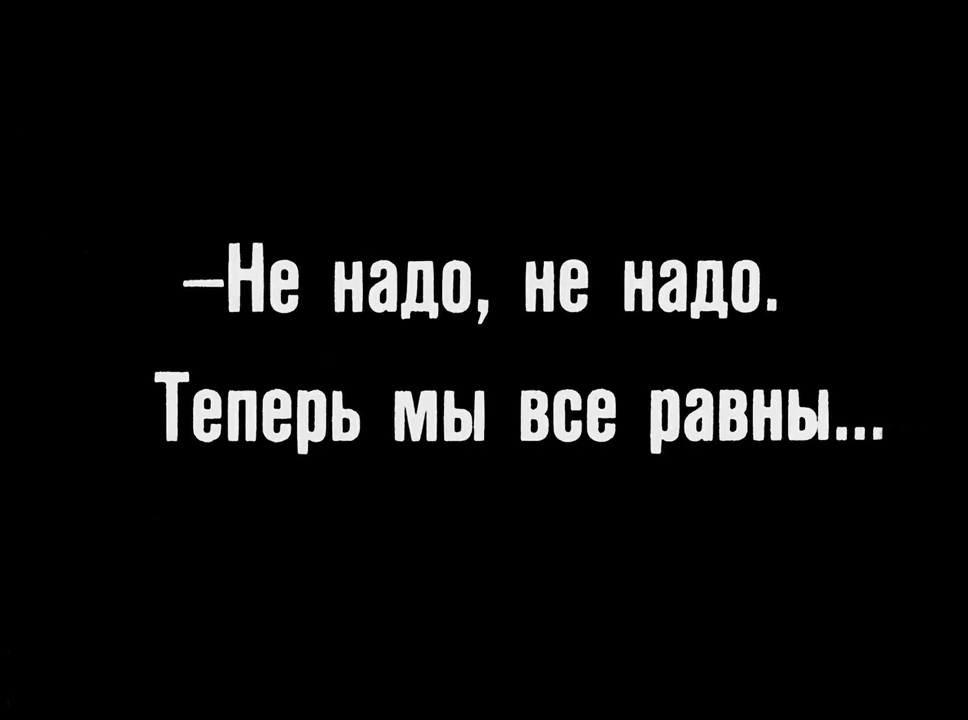 –Не надо, не надо.
Теперь мы все равны...